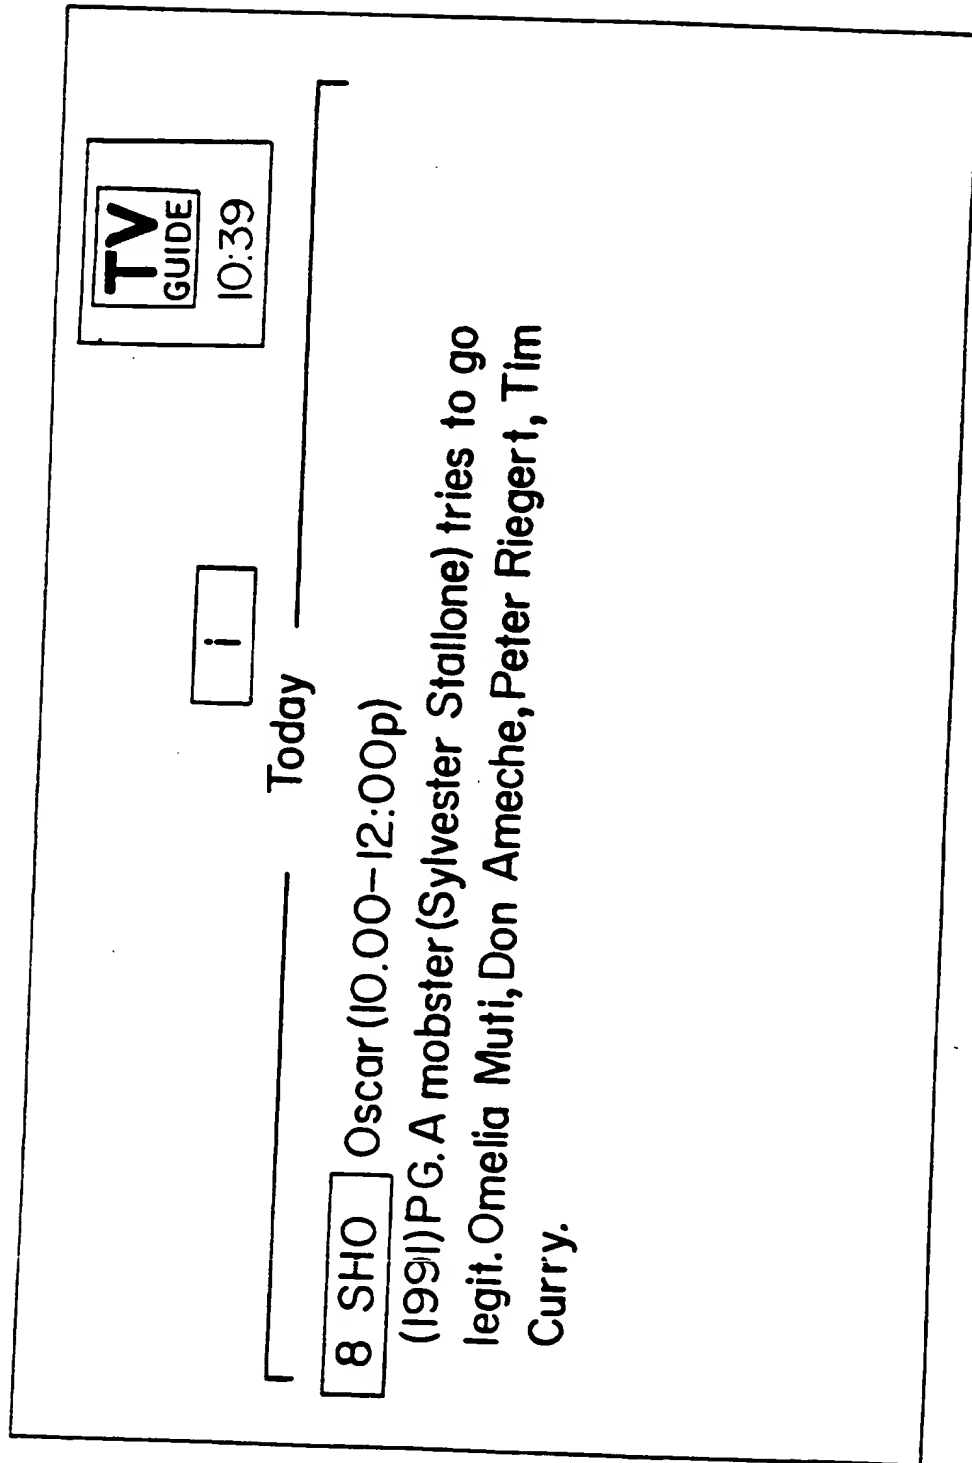 TV
GUIDE
10:39
i
Today
8 SHO Oscar (10.00-12:00p)
(1991) PG. A mobster (Sylvester Stallone) tries to go
legit. Omelia Muti, Don Ameche, Peter Riegert, Tim
Curry.